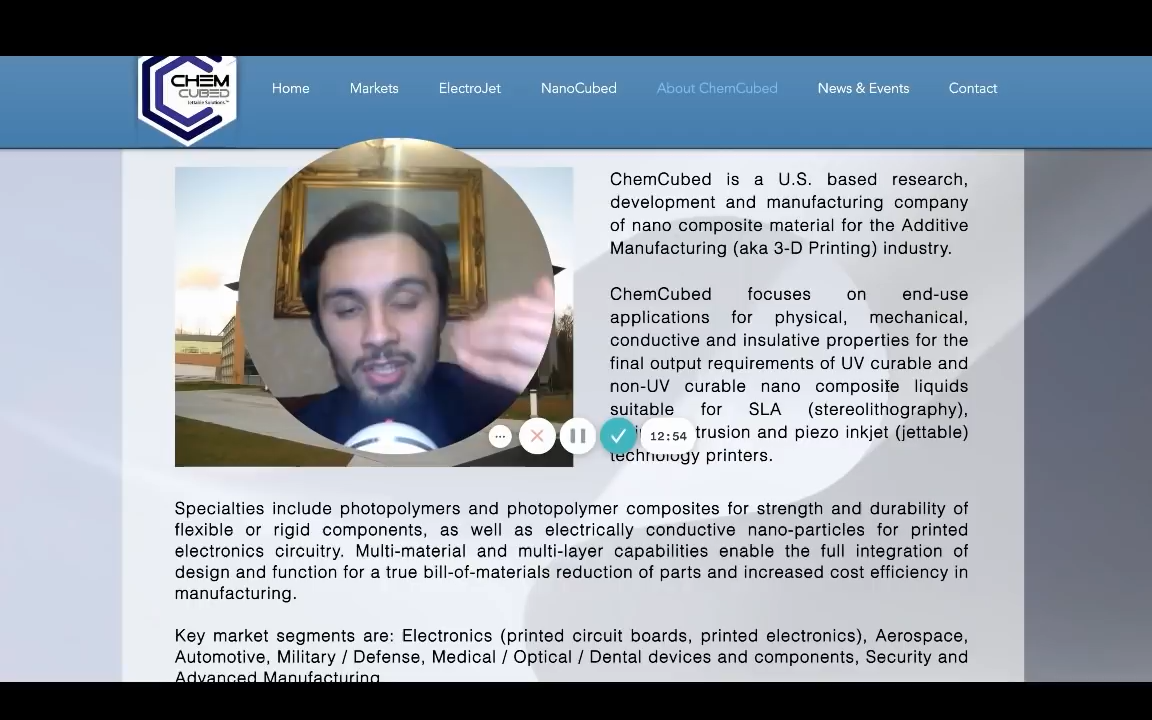 CHEM
CUBED
Jettable Solutions™
Home Markets ElectroJet NanoCubed About ChemCubed News & Events Contact
ChemCubed is a U.S. based research,
development and manufacturing company
of nano composite material for the Additive
Manufacturing (aka 3-D Printing) industry.
ChemCubed focuses on end-use
applications for physical, mechanical,
conductive and insulative properties for the
final output requirements of UV curable and
non-UV curable nano composite liquids
suitable for SLA (stereolithography),
and piezo inkjet (jettable)
technology printers.
12:54
Specialties include photopolymers and photopolymer composites for strength and durability of
flexible or rigid components, as well as electrically conductive nano-particles for printed
electronics circuitry. Multi-material and multi-layer capabilities enable the full integration of
design and function for a true bill-of-materials reduction of parts and increased cost efficiency in
manufacturing.
Key market segments are: Electronics (printed circuit boards, printed electronics), Aerospace,
Automotive, Military / Defense, Medical / Optical / Dental devices and components, Security and
Advanced Manufacturing